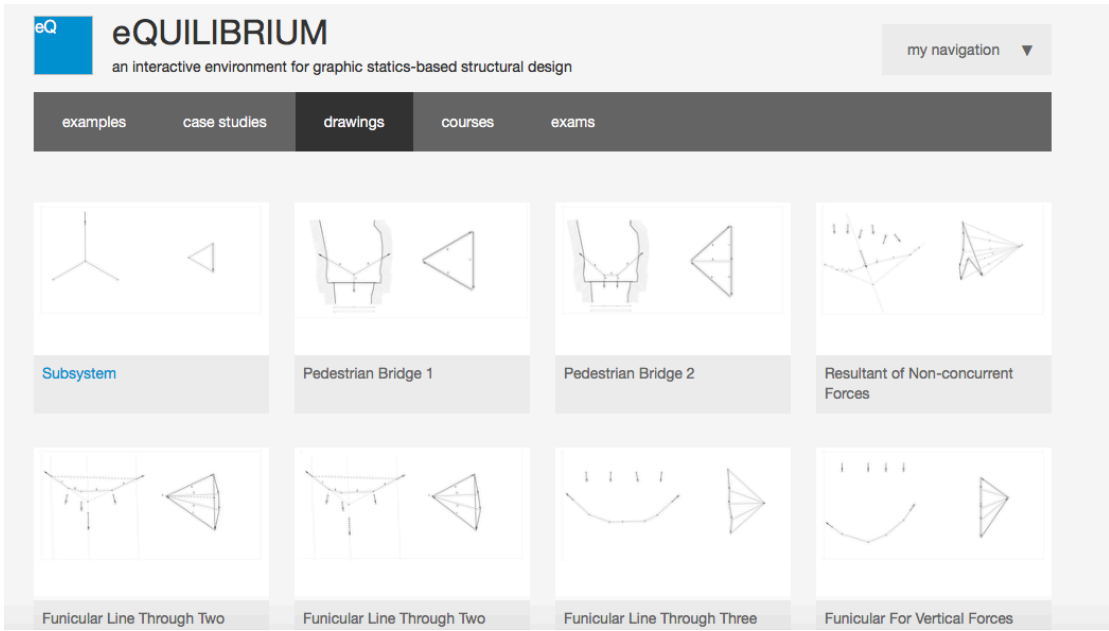 eQ
eQUILIBRIUM
an interactive environment for graphic statics-based structural design
my navigation ▼
examples case studies drawings courses exams
Subsystem
Pedestrian Bridge 1
Pedestrian Bridge 2
Resultant of Non-concurrent
Forces
Funicular Line Through Two
Funicular Line Through Two
Funicular Line Through Three
Funicular For Vertical Forces